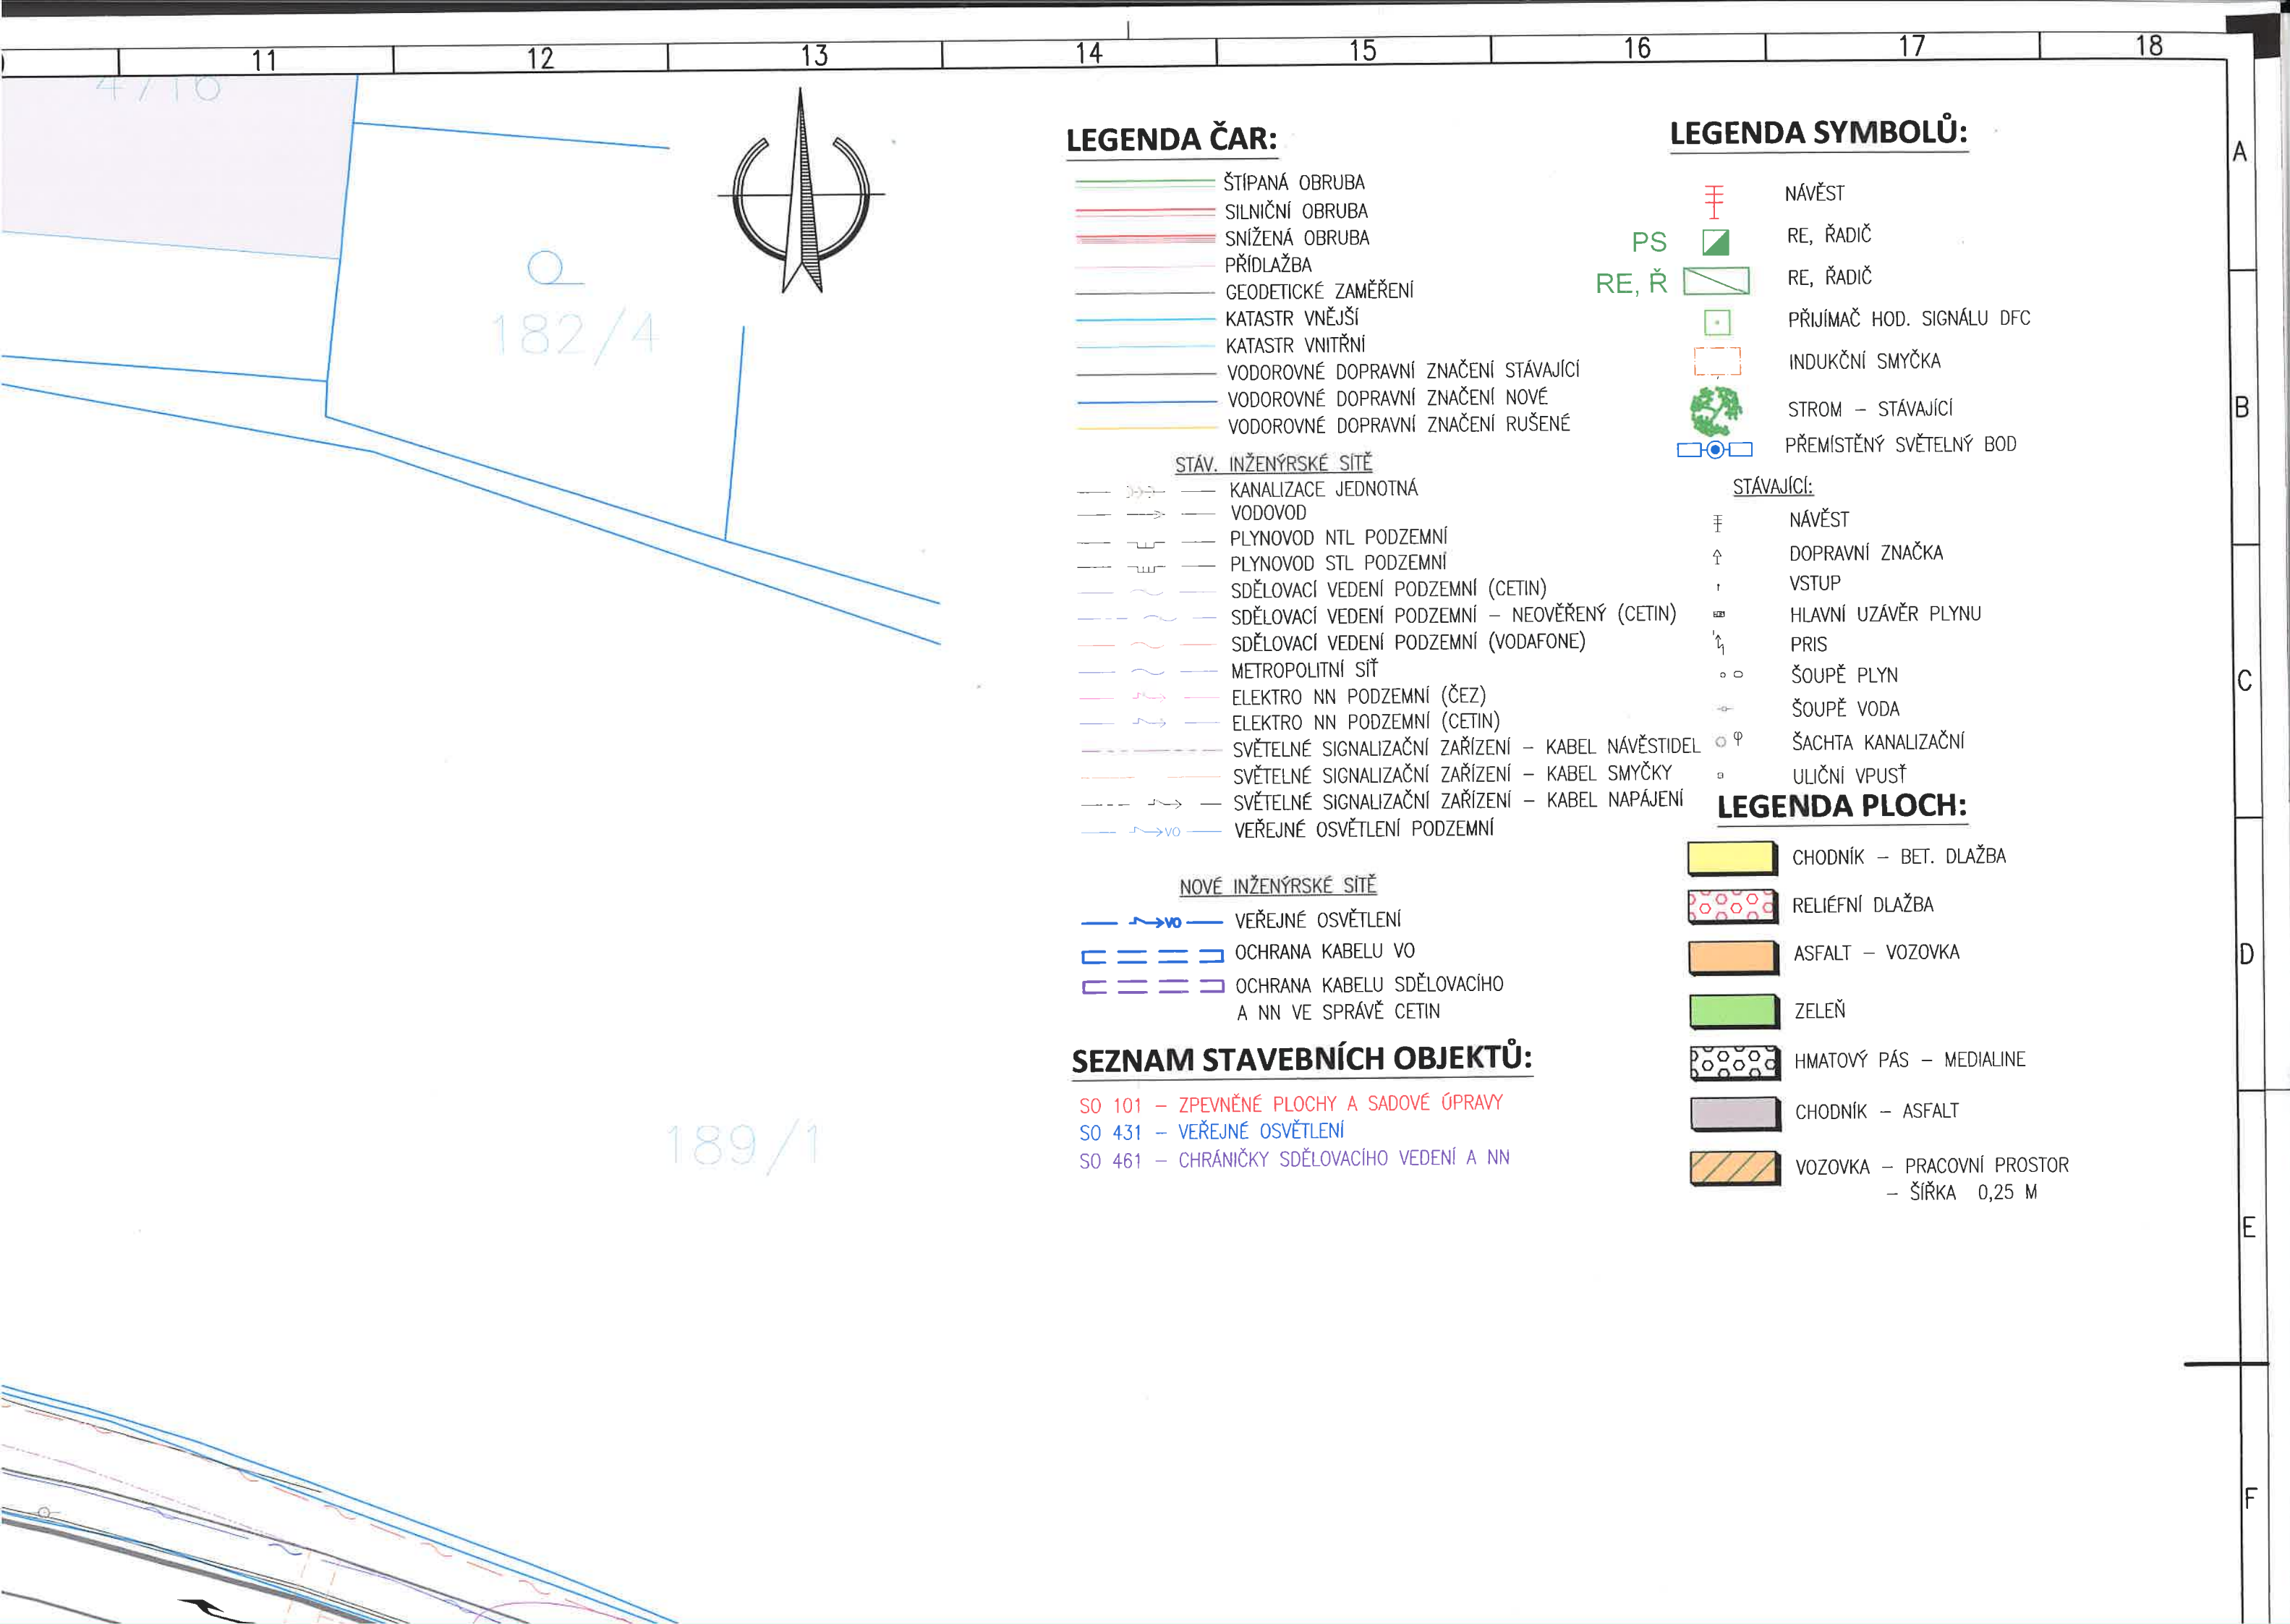 11 12 13 14 15 16 17 18
A
B
C
D
E
F
182/4
189/1
LEGENDA ČAR:
ŠTÍPANÁ OBRUBA
SILNIČNÍ OBRUBA
SNÍŽENÁ OBRUBA
PŘÍDLAŽBA
GEODETICKÉ ZAMĚŘENÍ
KATASTR VNĚJŠÍ
KATASTR VNITŘNÍ
VODOROVNÉ DOPRAVNÍ ZNAČENÍ STÁVAJÍCÍ
VODOROVNÉ DOPRAVNÍ ZNAČENÍ NOVÉ
VODOROVNÉ DOPRAVNÍ ZNAČENÍ RUŠENÉ
STÁV. INŽENÝRSKÉ SÍTĚ
KANALIZACE JEDNOTNÁ
VODOVOD
PLYNOVOD NTL PODZEMNÍ
PLYNOVOD STL PODZEMNÍ
SDĚLOVACÍ VEDENÍ PODZEMNÍ (CETIN)
SDĚLOVACÍ VEDENÍ PODZEMNÍ – NEOVĚŘENÝ (CETIN)
SDĚLOVACÍ VEDENÍ PODZEMNÍ (VODAFONE)
METROPOLITNÍ SÍŤ
ELEKTRO NN PODZEMNÍ (ČEZ)
ELEKTRO NN PODZEMNÍ (CETIN)
SVĚTELNÉ SIGNALIZAČNÍ ZAŘÍZENÍ – KABEL NÁVĚSTIDEL
SVĚTELNÉ SIGNALIZAČNÍ ZAŘÍZENÍ – KABEL SMYČKY
SVĚTELNÉ SIGNALIZAČNÍ ZAŘÍZENÍ – KABEL NAPÁJENÍ
VO VEŘEJNÉ OSVĚTLENÍ PODZEMNÍ
NOVÉ INŽENÝRSKÉ SÍTĚ
VO VEŘEJNÉ OSVĚTLENÍ
OCHRANA KABELU VO
OCHRANA KABELU SDĚLOVACÍHO
A NN VE SPRÁVĚ CETIN
SEZNAM STAVEBNÍCH OBJEKTŮ:
SO 101 – ZPEVNĚNÉ PLOCHY A SADOVÉ ÚPRAVY
SO 431 – VEŘEJNÉ OSVĚTLENÍ
SO 461 – CHRÁNIČKY SDĚLOVACÍHO VEDENÍ A NN
LEGENDA SYMBOLŮ:
NÁVĚST
PS RE, ŘADIČ
RE, Ř RE, ŘADIČ
PŘIJÍMAČ HOD. SIGNÁLU DFC
INDUKČNÍ SMYČKA
STROM – STÁVAJÍCÍ
PŘEMÍSTĚNÝ SVĚTELNÝ BOD
STÁVAJÍCÍ:
NÁVĚST
DOPRAVNÍ ZNAČKA
VSTUP
HLAVNÍ UZÁVĚR PLYNU
PRIS
ŠOUPĚ PLYN
ŠOUPĚ VODA
ŠACHTA KANALIZAČNÍ
ULIČNÍ VPUSŤ
LEGENDA PLOCH:
CHODNÍK – BET. DLAŽBA
RELIÉFNÍ DLAŽBA
ASFALT – VOZOVKA
ZELEŇ
HMATOVÝ PÁS – MEDIALINE
CHODNÍK – ASFALT
VOZOVKA – PRACOVNÍ PROSTOR
– ŠÍŘKA 0,25 M